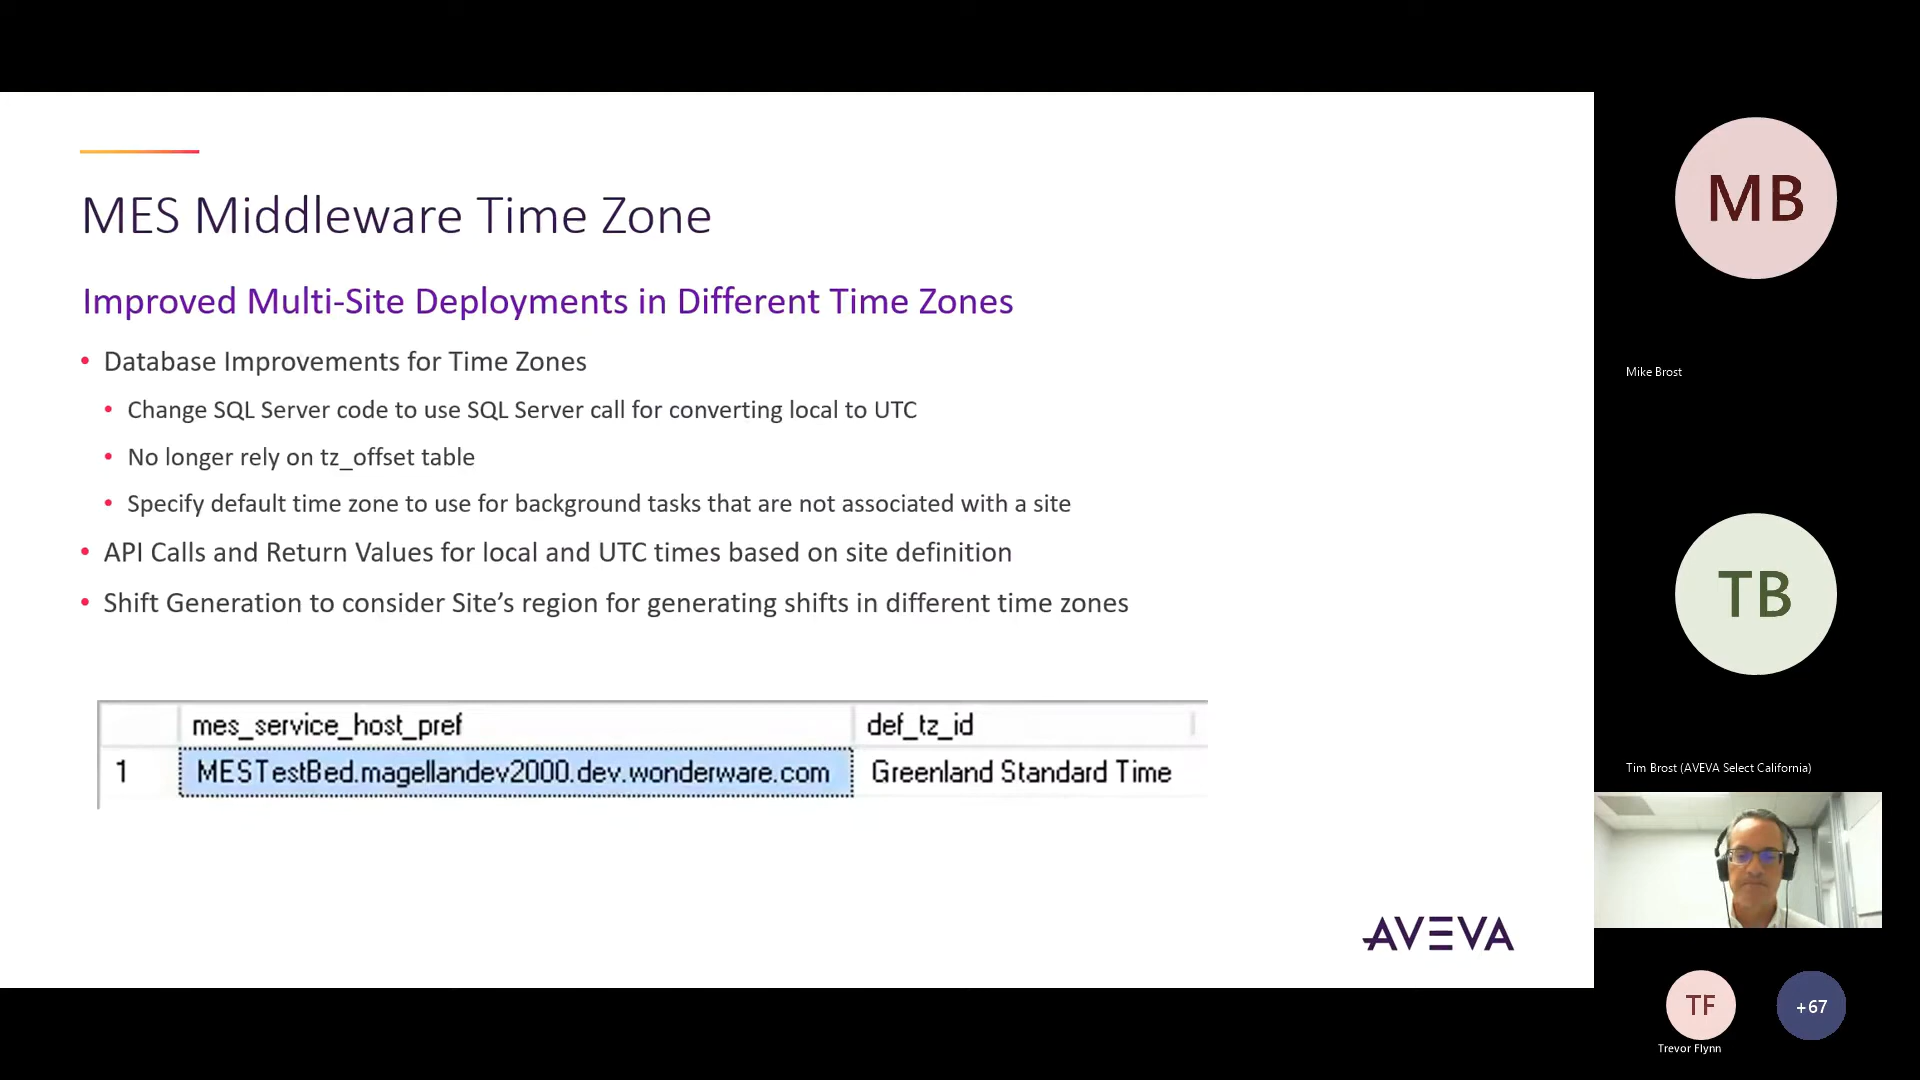 MES Middleware Time Zone
Improved Multi-Site Deployments in Different Time Zones
• Database Improvements for Time Zones
• Change SQL Server code to use SQL Server call for converting local to UTC
• No longer rely on tz_offset table
• Specify default time zone to use for background tasks that are not associated with a site
• API Calls and Return Values for local and UTC times based on site definition
• Shift Generation to consider Site’s region for generating shifts in different time zones
mes_service_host_pref def_tz_id
1 MESTestBed.magellandev2000.dev.wonderware.com Greenland Standard Time
AVEVA
MB
Mike Brost
TB
Tim Brost (AVEVA Select California)
TF
Trevor Flynn
+67